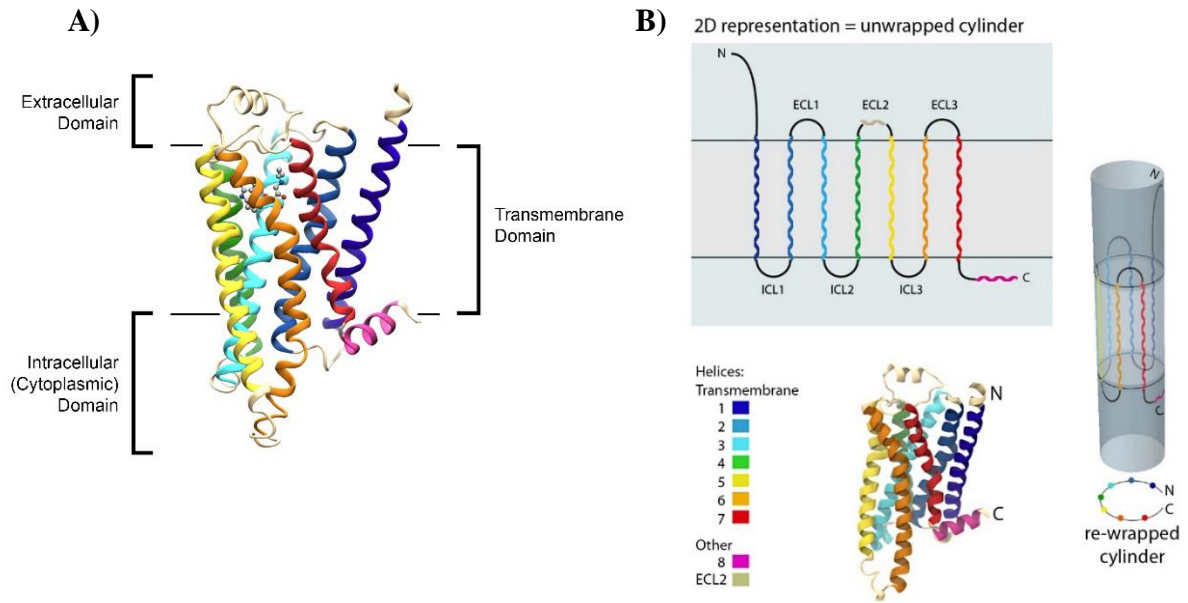 A)
Extracellular
Domain
Transmembrane
Domain
Intracellular
(Cytoplasmic)
Domain
B)
2D representation = unwrapped cylinder
N
ECL1
ECL2
ECL3
ICL1
ICL2
ICL3
C
Helices:
Transmembrane
1
2
3
4
5
6
7
Other
8
ECL2
N
C
N
C
N
C
re-wrapped
cylinder